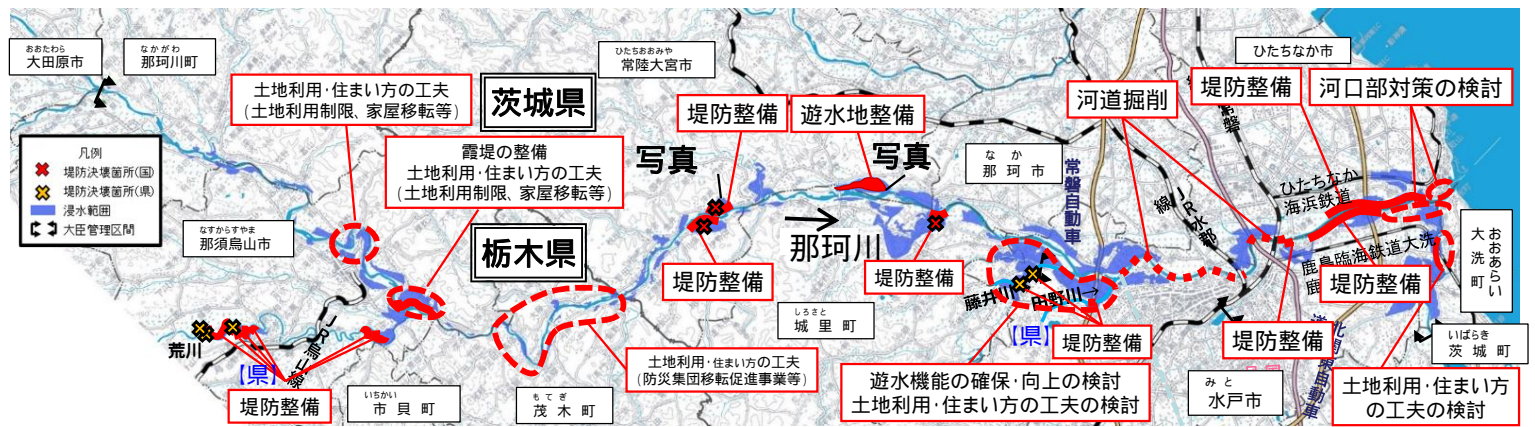 おおたわら
大田原市
なかがわ
那珂川町
ひたちおおみや
常陸大宮市
ひたちなか市
土地利用・住まい方の工夫
(土地利用制限、家屋移転等)
茨城県
堤防整備
遊水地整備
河道掘削
堤防整備
河口部対策の検討
凡例
堤防決壊箇所(国)
堤防決壊箇所(県)
浸水範囲
大臣管理区間
霞堤の整備
土地利用・住まい方の工夫
(土地利用制限、家屋移転等)
写真
写真
なか
那珂市
常磐自動車
JR水郡
線
常磐
ひたちなか
海浜鉄道
なすからすやま
那須烏山市
栃木県
那珂川
堤防整備
堤防整備
鹿島臨海鉄道大洗
鹿
堤防整備
おおあらい
大洗町
荒川
JR烏山線
【県】
堤防整備
いちかい
市貝町
もてぎ
茂木町
土地利用・住まい方の工夫
(防災集団移転促進事業等)
しろさと
城里町
藤井川
田野川→
【県】
堤防整備
遊水機能の確保・向上の検討
土地利用・住まい方の工夫の検討
堤防整備
みと
水戸市
北関東自動車
道
いばらき
茨城町
土地利用・住まい方
の工夫の検討